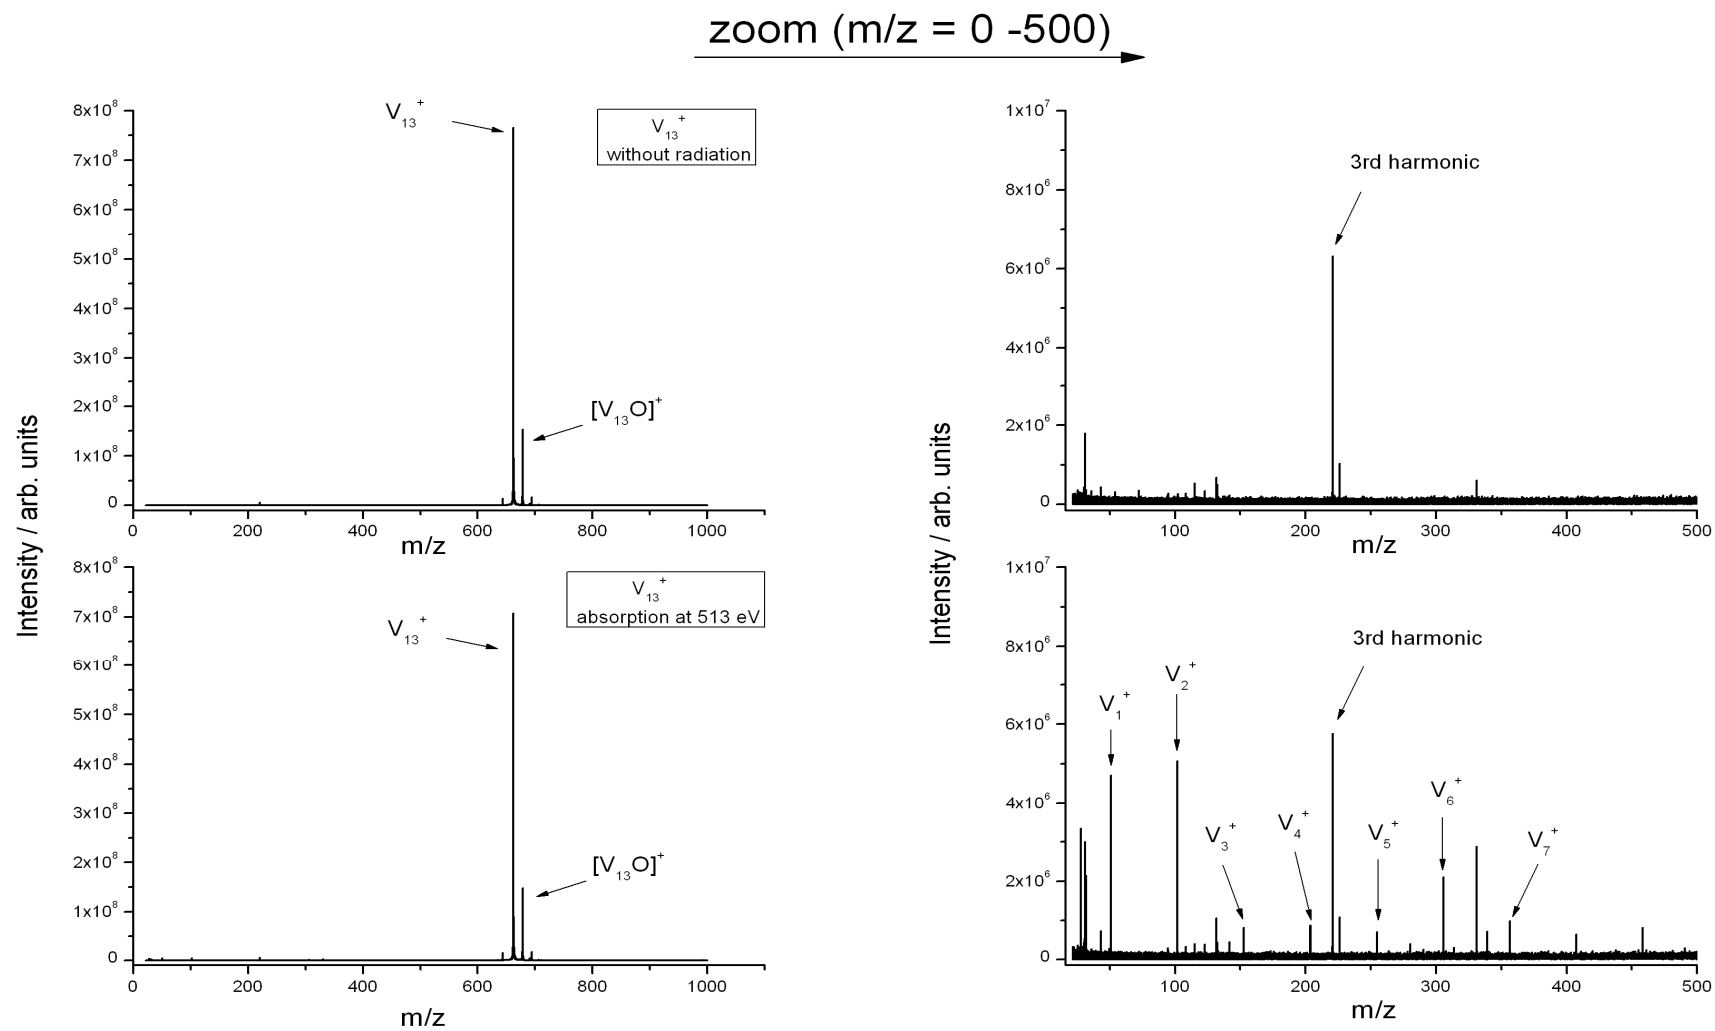 zoom (m/z = 0 -500)
8x10⁸
7x10⁸
6x10⁸
5x10⁸
4x10⁸
3x10⁸
2x10⁸
1x10⁸
0
V₁₃⁺
V₁₃⁺
without radiation
[V₁₃O]⁺
0 200 400 600 800 1000
m/z
Intensity / arb. units
1x10⁷
8x10⁶
6x10⁶
4x10⁶
2x10⁶
0
3rd harmonic
100 200 300 400 500
m/z
Intensity / arb. units
8x10⁸
7x10⁸
6x10⁸
5x10⁸
4x10⁸
3x10⁸
2x10⁸
1x10⁸
0
V₁₃⁺
V₁₃⁺
absorption at 513 eV
[V₁₃O]⁺
0 200 400 600 800 1000
m/z
1x10⁷
8x10⁶
6x10⁶
4x10⁶
2x10⁶
0
V₁⁺
V₂⁺
3rd harmonic
V₃⁺
V₄⁺
V₅⁺
V₆⁺
V₇⁺
100 200 300 400 500
m/z